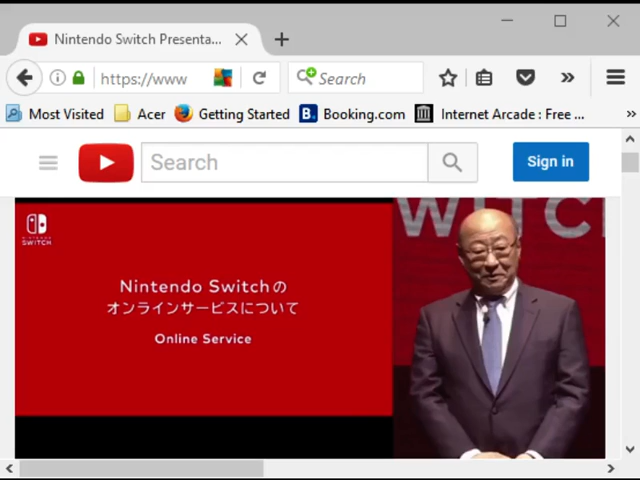 Nintendo Switch Presenta...
https://www
Search
Most Visited
Acer
Getting Started
B.
Booking.com
Internet Arcade : Free ...
Search
Sign in
SWITCH
NINTENDO
SWITCH
Nintendo Switchの
オンラインサービスについて
Online Service